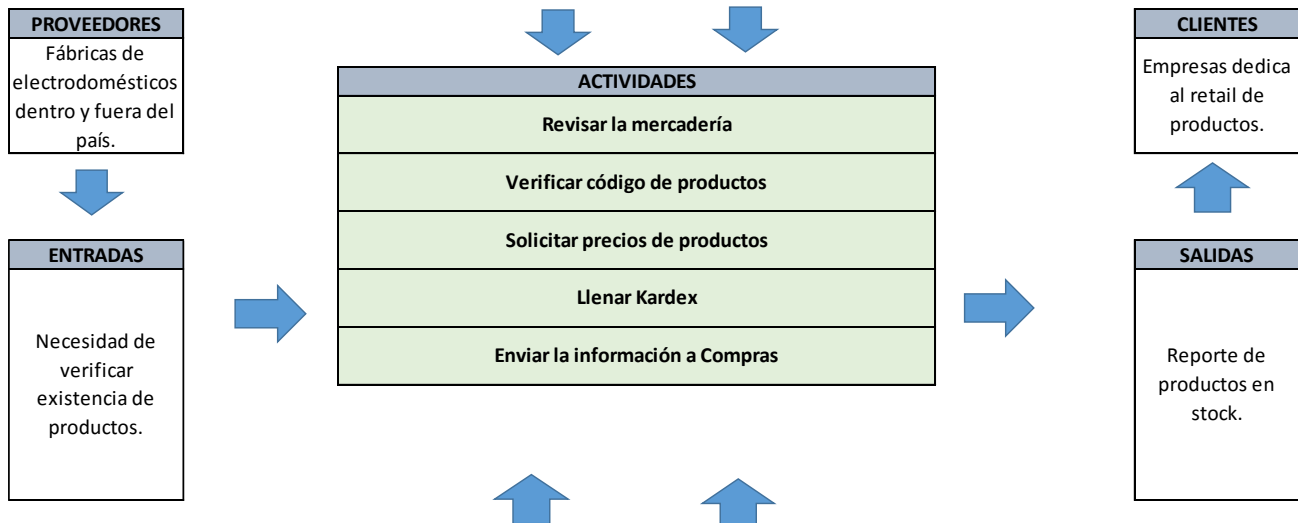 PROVEEDORES
Fábricas de
electrodomésticos
dentro y fuera del
país.
ENTRADAS
Necesidad de
verificar
existencia de
productos.
ACTIVIDADES
Revisar la mercadería
Verificar código de productos
Solicitar precios de productos
Llenar Kardex
Enviar la información a Compras
CLIENTES
Empresas dedica
al retail de
productos.
SALIDAS
Reporte de
productos en
stock.